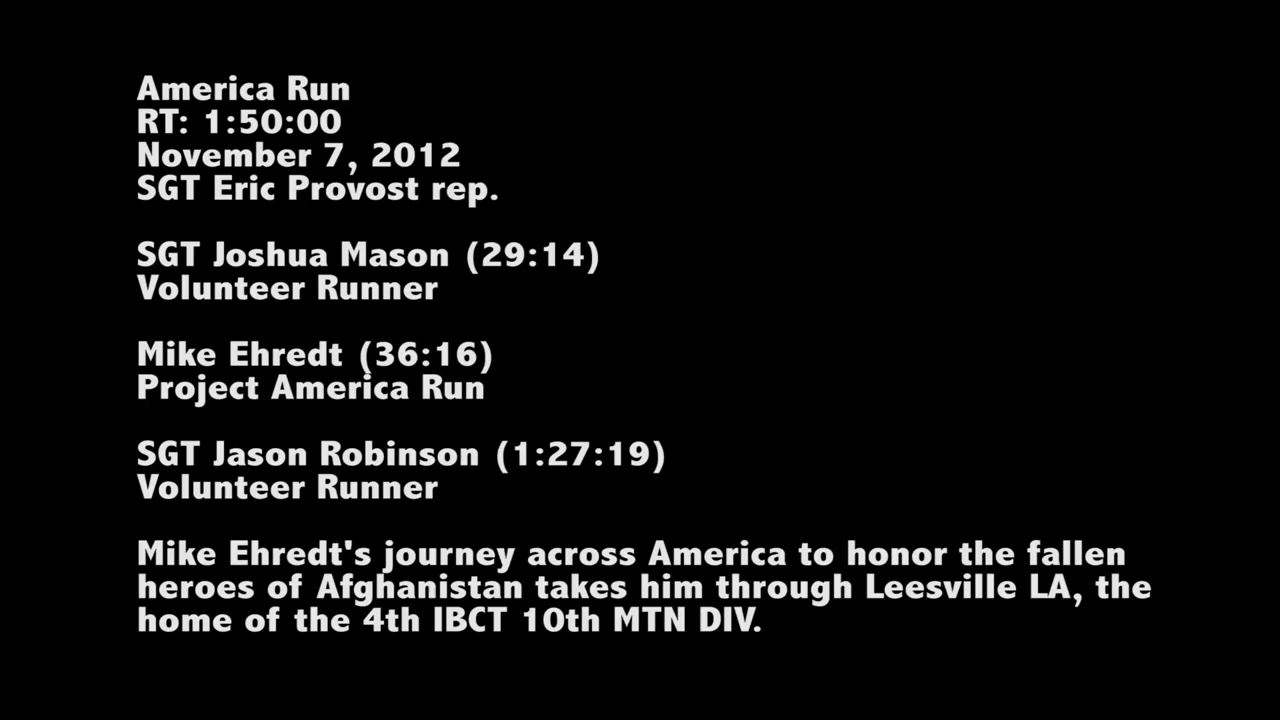 America Run
RT: 1:50:00
November 7, 2012
SGT Eric Provost rep.
SGT Joshua Mason (29:14)
Volunteer Runner
Mike Ehredt (36:16)
Project America Run
SGT Jason Robinson (1:27:19)
Volunteer Runner
Mike Ehredt's journey across America to honor the fallen
heroes of Afghanistan takes him through Leesville LA, the
home of the 4th IBCT 10th MTN DIV.